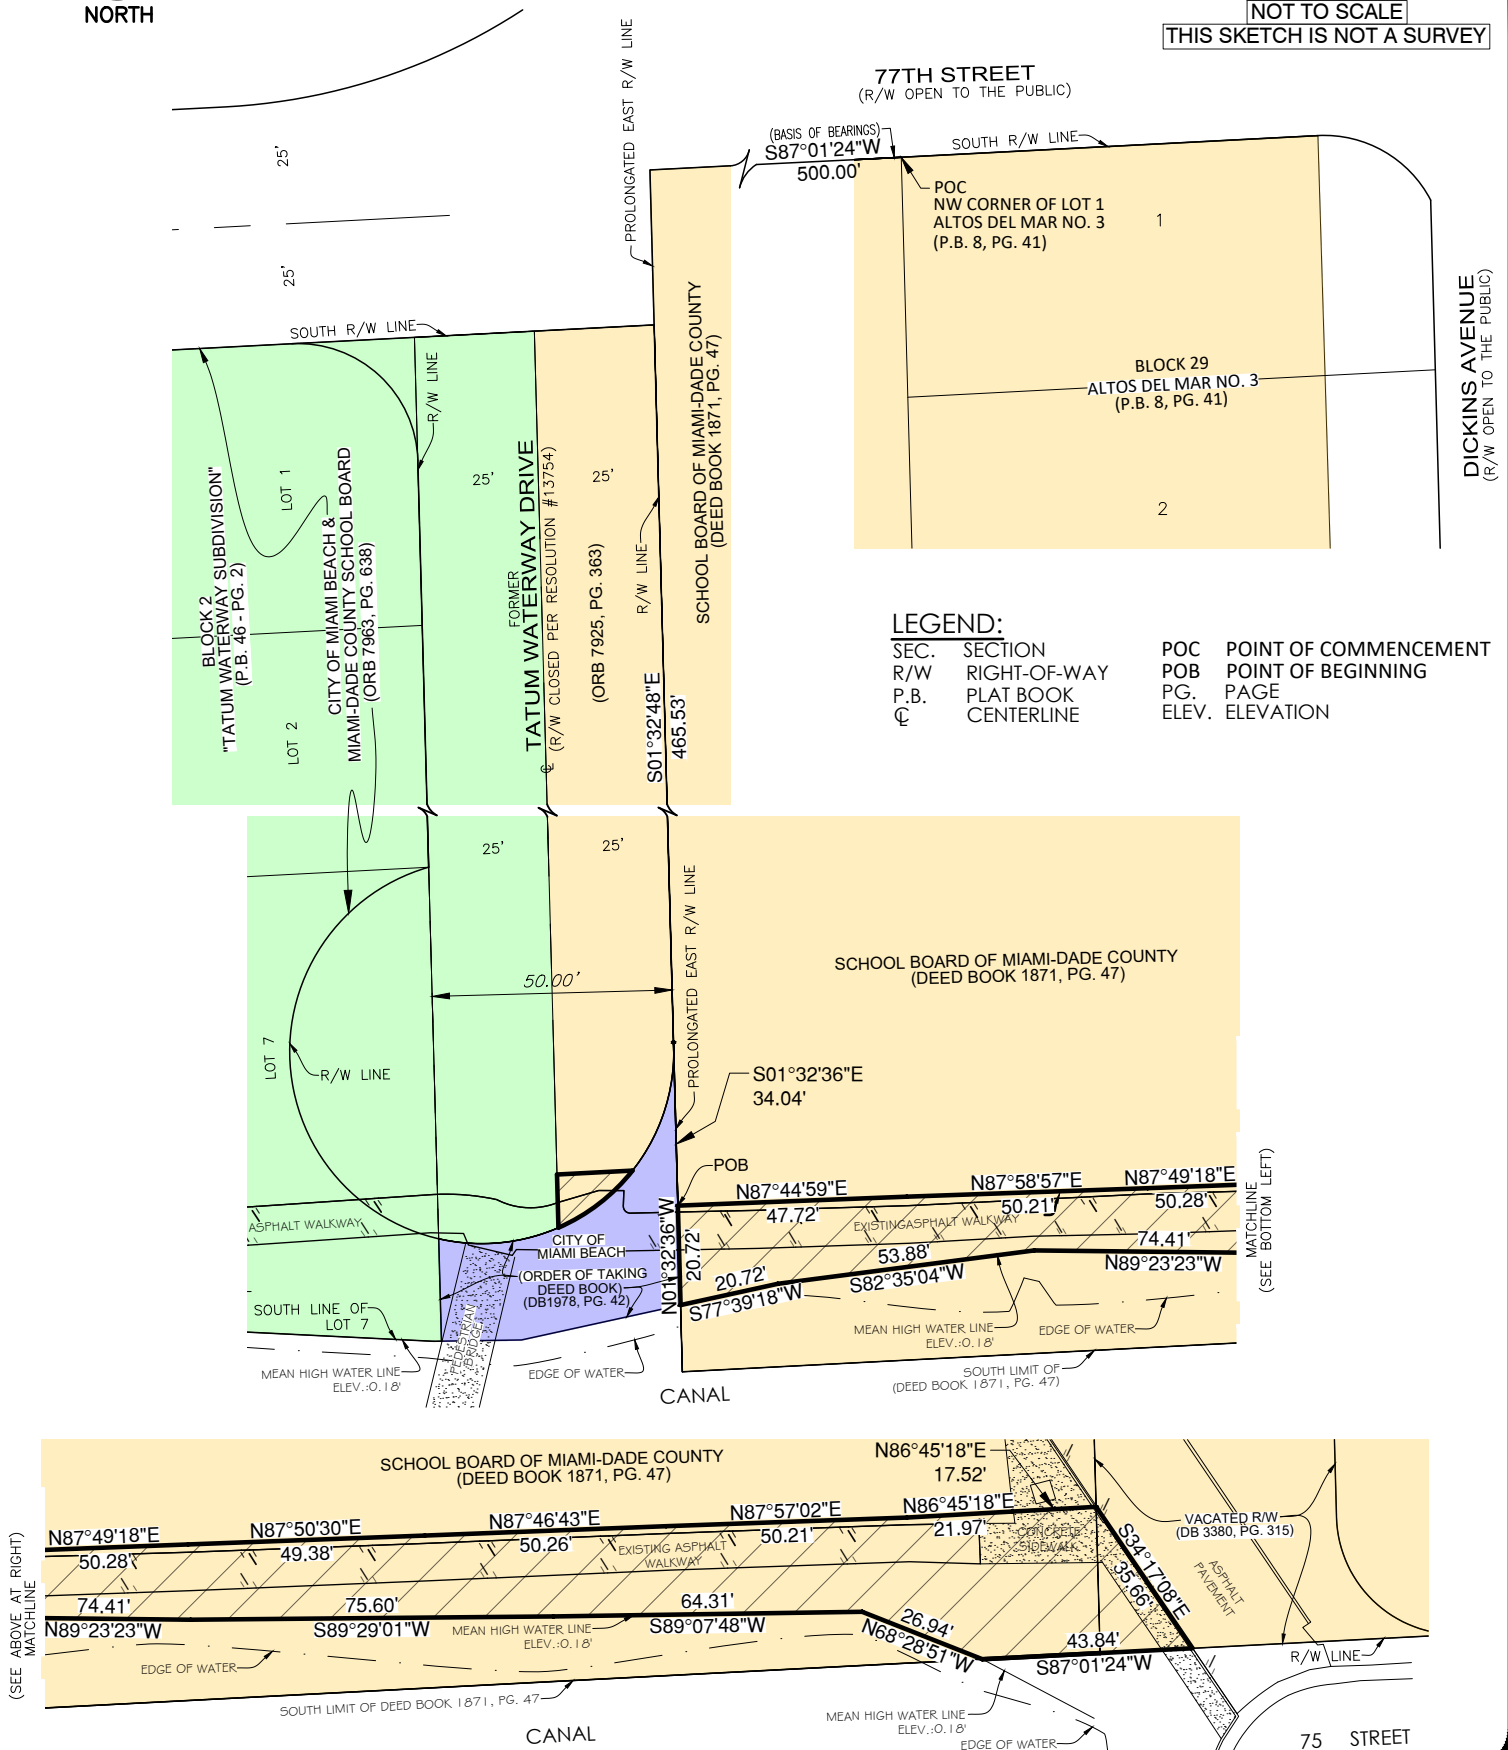 NORTH
NOT TO SCALE
THIS SKETCH IS NOT A SURVEY
77TH STREET
(R/W OPEN TO THE PUBLIC)
PROLONGATED EAST R/W LINE
(BASIS OF BEARINGS)
S87°01'24"W
500.00'
SOUTH R/W LINE
POC
NW CORNER OF LOT 1
ALTOS DEL MAR NO. 3
(P.B. 8, PG. 41)
1
25'
25'
DICKINS AVENUE
(R/W OPEN TO THE PUBLIC)
SOUTH R/W LINE
R/W LINE
SCHOOL BOARD OF MIAMI-DADE COUNTY
(DEED BOOK 1871, PG. 47)
BLOCK 29
ALTOS DEL MAR NO. 3
(P.B. 8, PG. 41)
2
BLOCK 2
"TATUM WATERWAY SUBDIVISION"
(P.B. 46 - PG. 2)
LOT 1
CITY OF MIAMI BEACH &
MIAMI-DADE COUNTY SCHOOL BOARD
(ORB 7963, PG. 638)
LOT 2
25'
25'
FORMER
TATUM WATERWAY DRIVE
℄ (R/W CLOSED PER RESOLUTION #13754)
(ORB 7925, PG. 363)
R/W LINE
S01°32'48"E
465.53'
LEGEND:
SEC. SECTION
R/W RIGHT-OF-WAY
P.B. PLAT BOOK
℄ CENTERLINE
POC POINT OF COMMENCEMENT
POB POINT OF BEGINNING
PG. PAGE
ELEV. ELEVATION
25'
25'
PROLONGATED EAST R/W LINE
SCHOOL BOARD OF MIAMI-DADE COUNTY
(DEED BOOK 1871, PG. 47)
50.00'
LOT 7
R/W LINE
S01°32'36"E
34.04'
POB
N87°44'59"E
47.72'
N87°58'57"E
50.21'
N87°49'18"E
50.28'
MATCHLINE
(SEE BOTTOM LEFT)
ASPHALT WALKWAY
EXISTINGASPHALT WALKWAY
CITY OF
MIAMI BEACH
(ORDER OF TAKING
DEED BOOK)
(DB1978, PG. 42)
N01°32'36"W
20.72'
20.72'
S77°39'18"W
53.88'
S82°35'04"W
74.41'
N89°23'23"W
SOUTH LINE OF
LOT 7
PEDESTRIAN
BRIDGE
MEAN HIGH WATER LINE
ELEV.:0.18'
EDGE OF WATER
MEAN HIGH WATER LINE
ELEV.:0.18'
EDGE OF WATER
SOUTH LIMIT OF
(DEED BOOK 1871, PG. 47)
CANAL
SCHOOL BOARD OF MIAMI-DADE COUNTY
(DEED BOOK 1871, PG. 47)
N86°45'18"E
17.52'
(SEE ABOVE AT RIGHT)
MATCHLINE
N87°49'18"E
50.28'
N87°50'30"E
49.38'
N87°46'43"E
50.26'
N87°57'02"E
50.21'
N86°45'18"E
21.97'
EXISTING ASPHALT
WALKWAY
CONCRETE
SIDEWALK
S34°17'08"E
35.66'
VACATED R/W
(DB 3380, PG. 315)
ASPHALT
PAVEMENT
74.41'
N89°23'23"W
75.60'
S89°29'01"W
64.31'
S89°07'48"W
26.94'
N68°28'51"W
43.84'
S87°01'24"W
MEAN HIGH WATER LINE
ELEV.:0.18'
EDGE OF WATER
R/W LINE
SOUTH LIMIT OF DEED BOOK 1871, PG. 47
CANAL
MEAN HIGH WATER LINE
ELEV.:0.18'
EDGE OF WATER
75 STREET